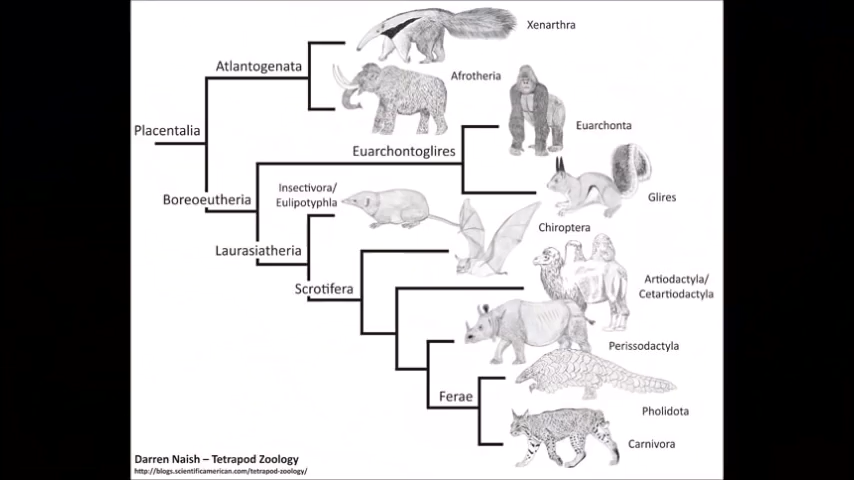 Xenarthra
Atlantogenata
Afrotheria
Placentalia
Euarchonta
Euarchontoglires
Insectivora/
Eulipotyphla
Boreoeutheria
Glires
Chiroptera
Laurasiatheria
Scrotifera
Artiodactyla/
Cetartiodactyla
Perissodactyla
Ferae
Pholidota
Carnivora
Darren Naish – Tetrapod Zoology
http://blogs.scientificamerican.com/tetrapod-zoology/